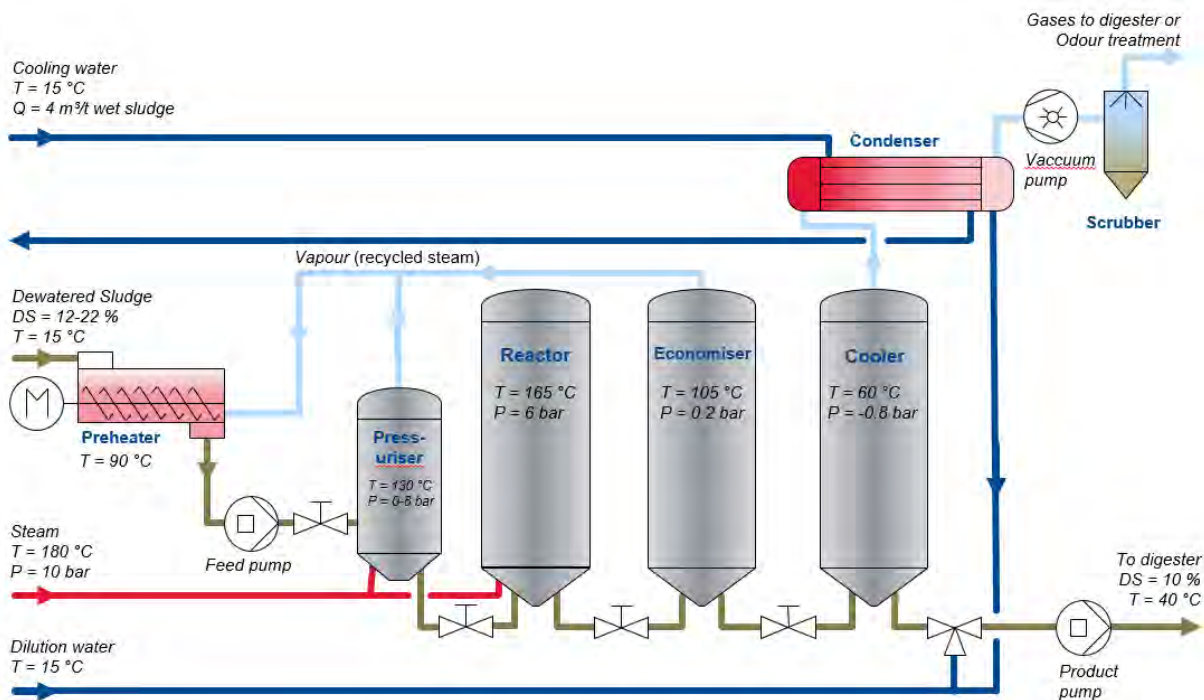 Gases to digester or
Odour treatment
Cooling water
T = 15 °C
Q = 4 m³/t wet sludge
Condenser
Vaccuum
pump
Scrubber
Vapour (recycled steam)
Dewatered Sludge
DS = 12-22 %
T = 15 °C
M
Preheater
T = 90 °C
Press-
uriser
T = 130 °C
P = 0-6 bar
Reactor
T = 165 °C
P = 6 bar
Economiser
T = 105 °C
P = 0.2 bar
Cooler
T = 60 °C
P = -0.8 bar
Steam
T = 180 °C
P = 10 bar
Feed pump
To digester
DS = 10 %
T = 40 °C
Dilution water
T = 15 °C
Product
pump